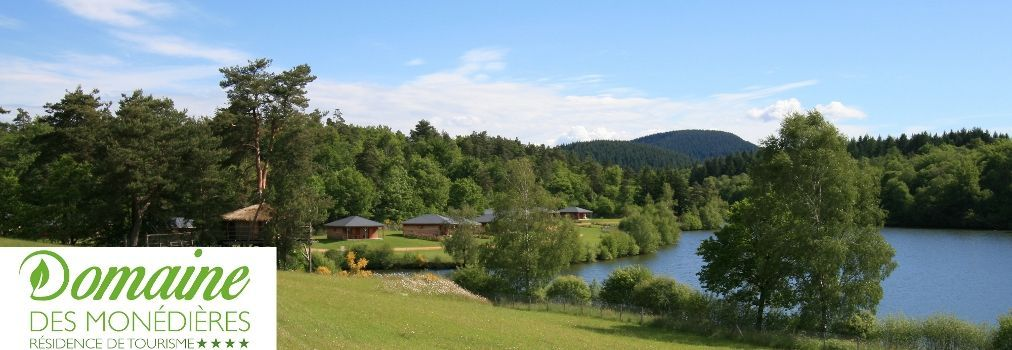 Domaine
DES MONÉDIÈRES
RÉSIDENCE DE TOURISME ★★★★